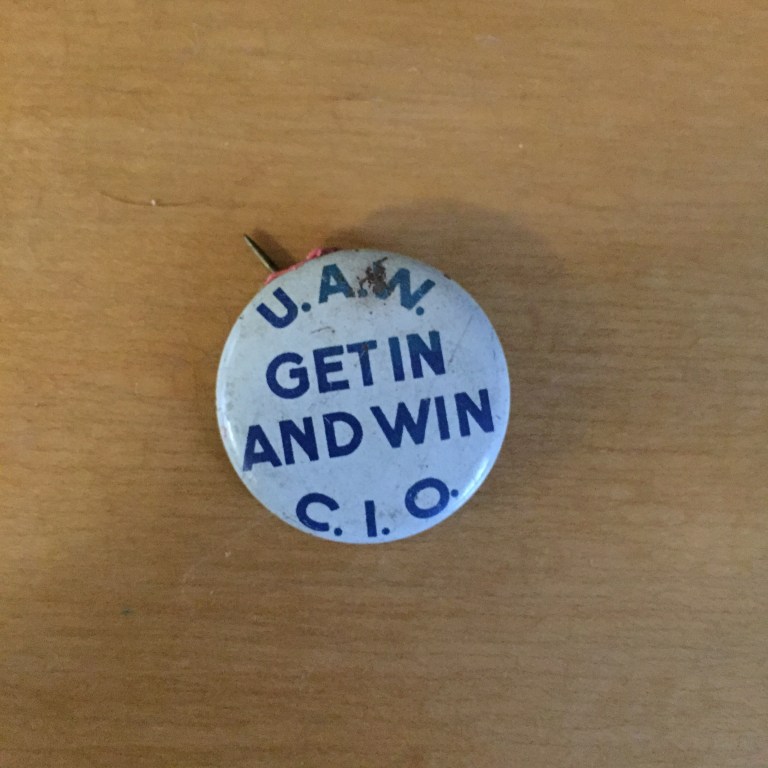 U.A.W.
GET IN
AND WIN
C.I.O.